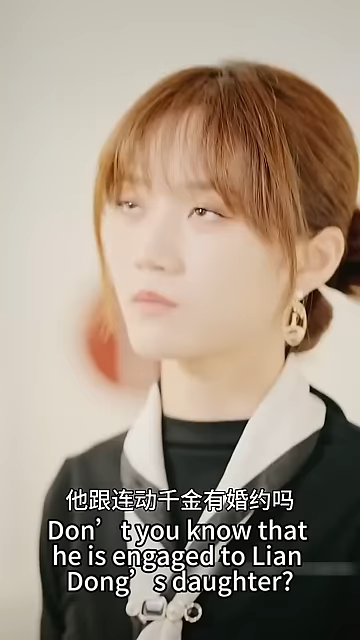 他跟连动千金有婚约吗
Don't you know that
he is engaged to Lian
Dong's daughter?